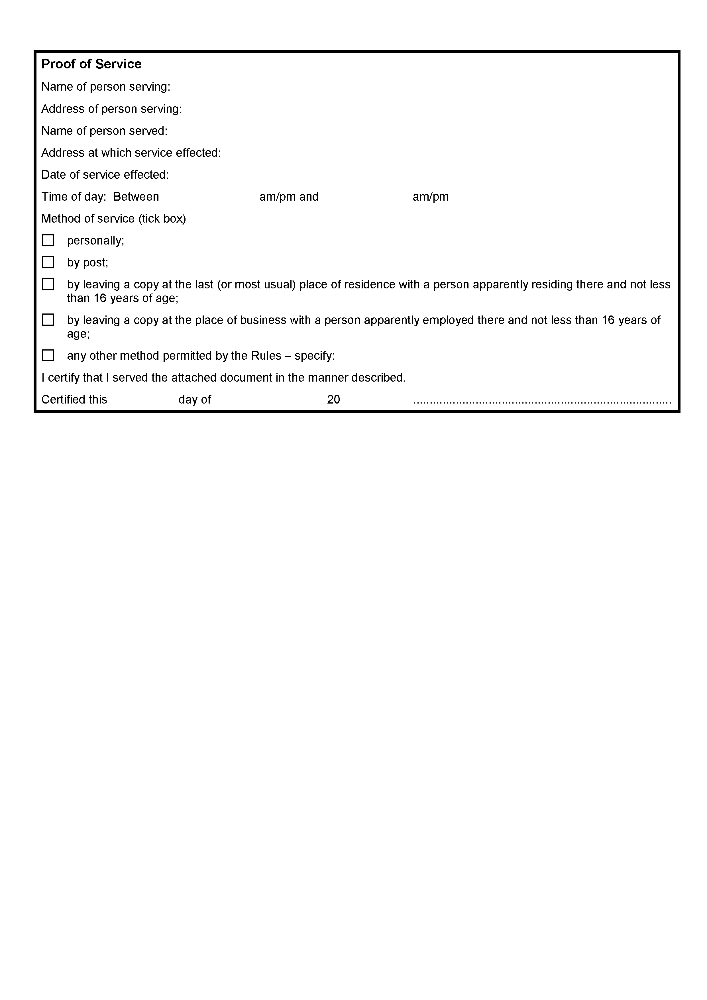 Proof of Service
Name of person serving:
Address of person serving:
Name of person served:
Address at which service effected:
Date of service effected:
Time of day:  Between am/pm and am/pm
Method of service (tick box)
personally;
by post;
by leaving a copy at the last (or most usual) place of residence with a person apparently residing there and not less
than 16 years of age;
by leaving a copy at the place of business with a person apparently employed there and not less than 16 years of
age;
any other method permitted by the Rules – specify:
I certify that I served the attached document in the manner described.
Certified this day of 20 ................................................................................